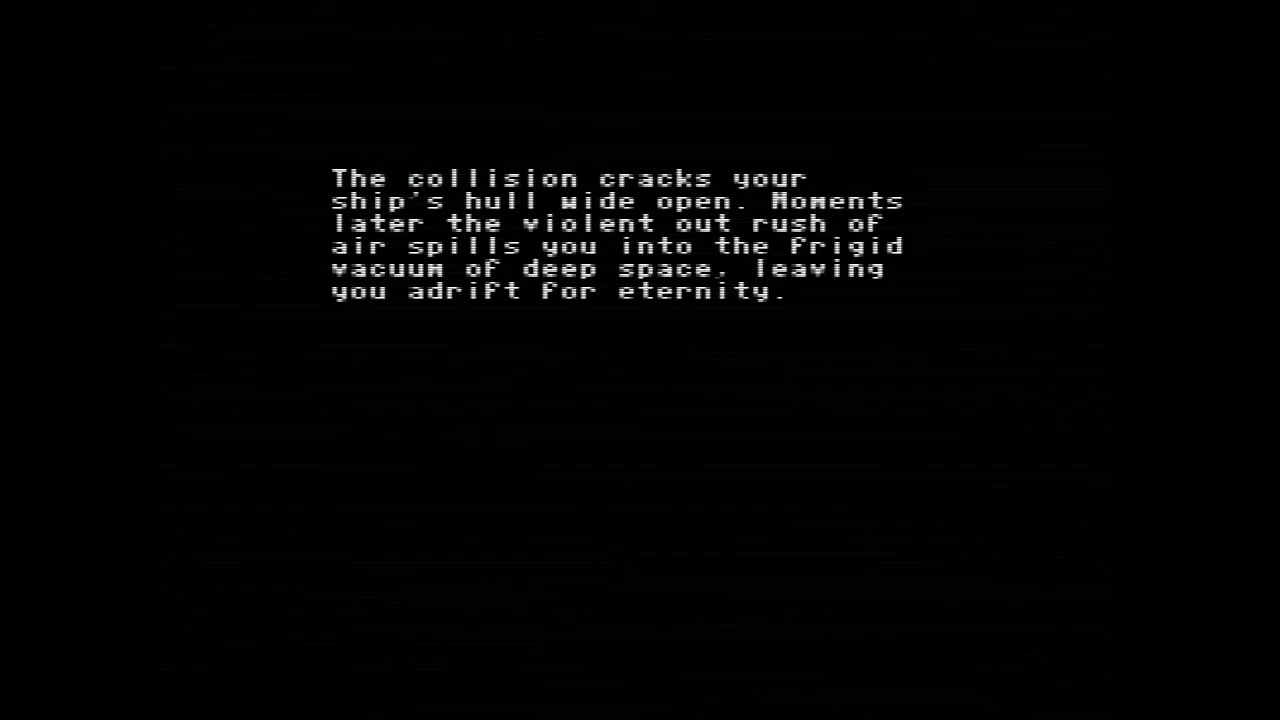 The collision cracks your
ship's hull wide open. Moments
later the violent out rush of
air spills you into the frigid
vacuum of deep space, leaving
you adrift for eternity.